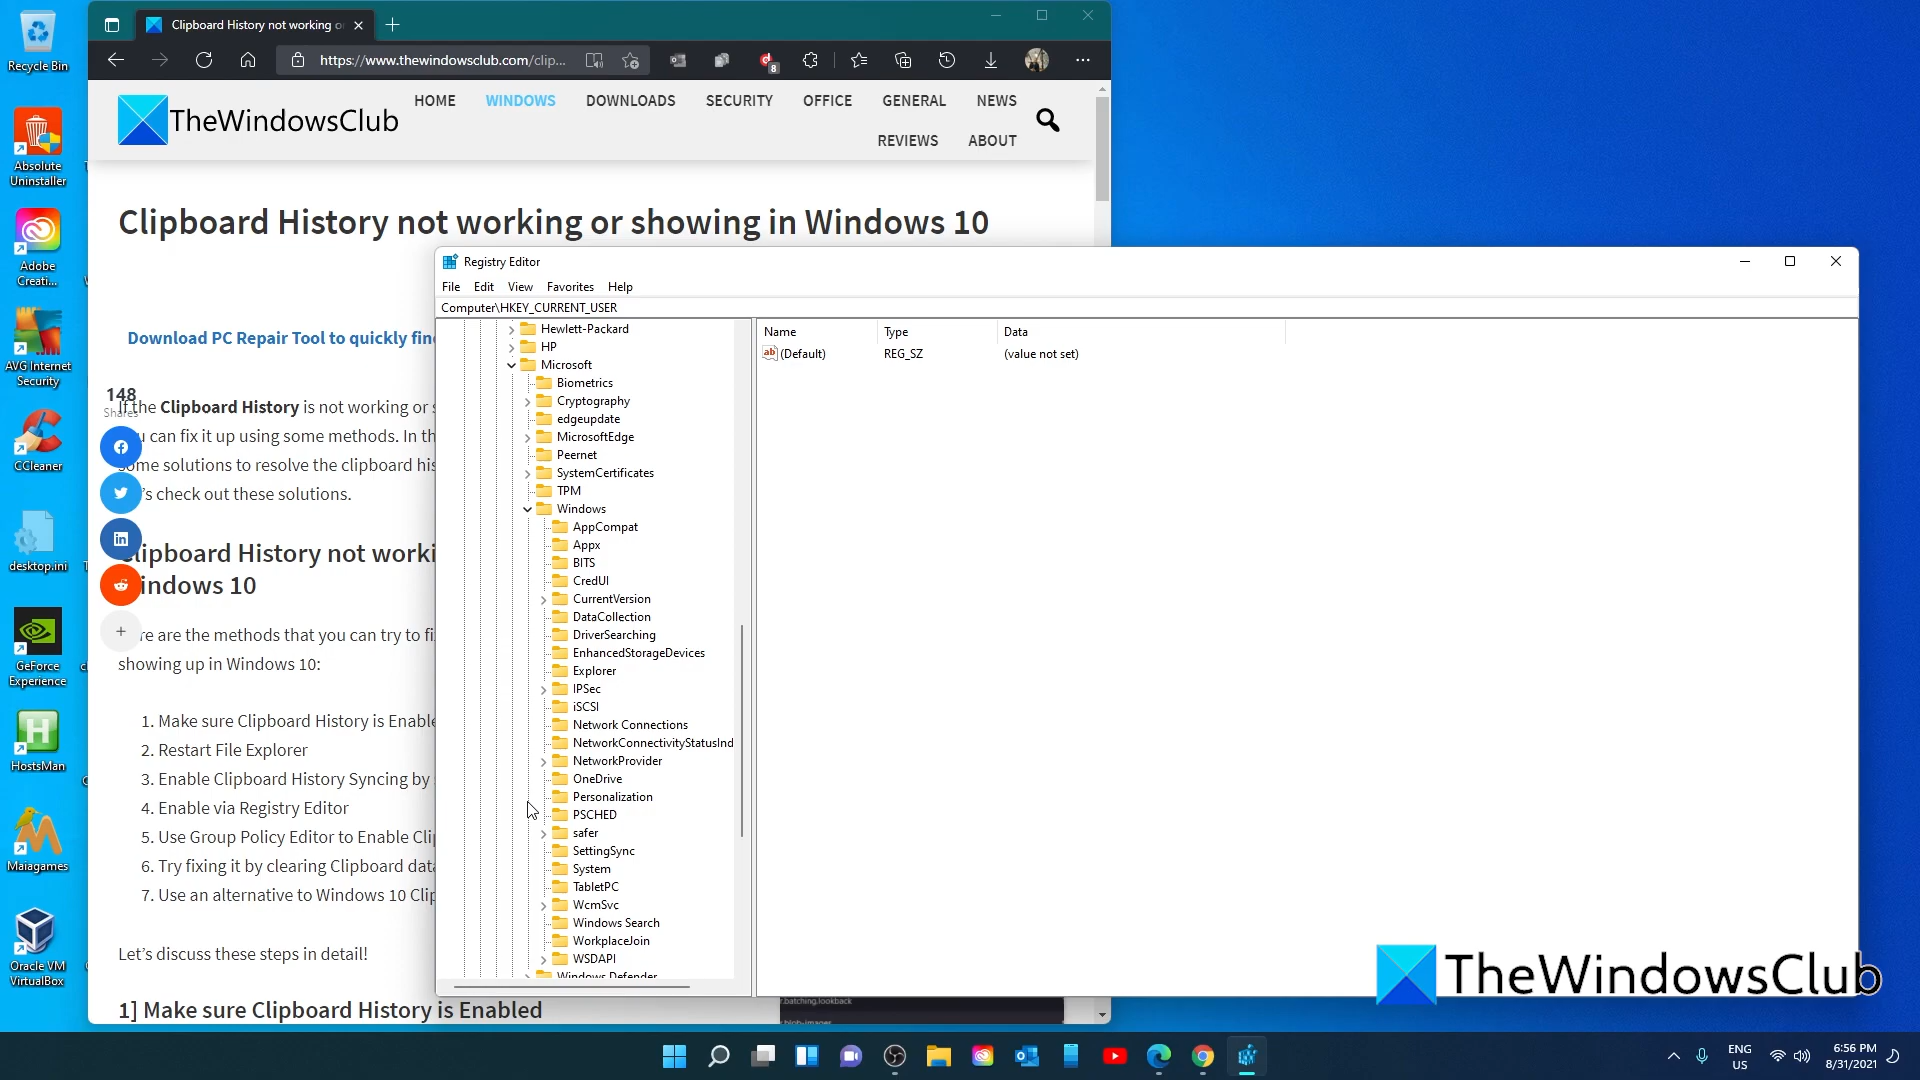 Recycle Bin
Absolute
Uninstaller
Adobe
Creati...
AVG Internet
Security
CCleaner
desktop.ini
GeForce
Experience
HostsMan
Maiagames
Oracle VM
VirtualBox
Clipboard History not working o
https://www.thewindowsclub.com/clip...
8
TheWindowsClub
HOME
WINDOWS
DOWNLOADS
SECURITY
OFFICE
GENERAL
NEWS
REVIEWS
ABOUT
Clipboard History not working or showing in Windows 10
Download PC Repair Tool to quickly fin
148
Shares
If the Clipboard History is not working or
can fix it up using some methods. In th
some solutions to resolve the clipboard his
's check out these solutions.
Clipboard History not worki
indows 10
re are the methods that you can try to fi
showing up in Windows 10:
1. Make sure Clipboard History is Enable
2. Restart File Explorer
3. Enable Clipboard History Syncing by
4. Enable via Registry Editor
5. Use Group Policy Editor to Enable Cli
6. Try fixing it by clearing Clipboard data
7. Use an alternative to Windows 10 Clip
Let's discuss these steps in detail!
1] Make sure Clipboard History is Enabled
Registry Editor
File Edit View Favorites Help
Computer\HKEY_CURRENT_USER
Hewlett-Packard
HP
Microsoft
Biometrics
Cryptography
edgeupdate
MicrosoftEdge
Peernet
SystemCertificates
TPM
Windows
AppCompat
Appx
BITS
CredUI
CurrentVersion
DataCollection
DriverSearching
EnhancedStorageDevices
Explorer
IPSec
iSCSI
Network Connections
NetworkConnectivityStatusInd
NetworkProvider
OneDrive
Personalization
PSCHED
safer
SettingSync
System
TabletPC
WcmSvc
Windows Search
WorkplaceJoin
WSDAPI
Windows Defender
Name Type Data
ab (Default) REG_SZ (value not set)
.batching.lookback
TheWindowsClub
ENG
US
6:56 PM
8/31/2021